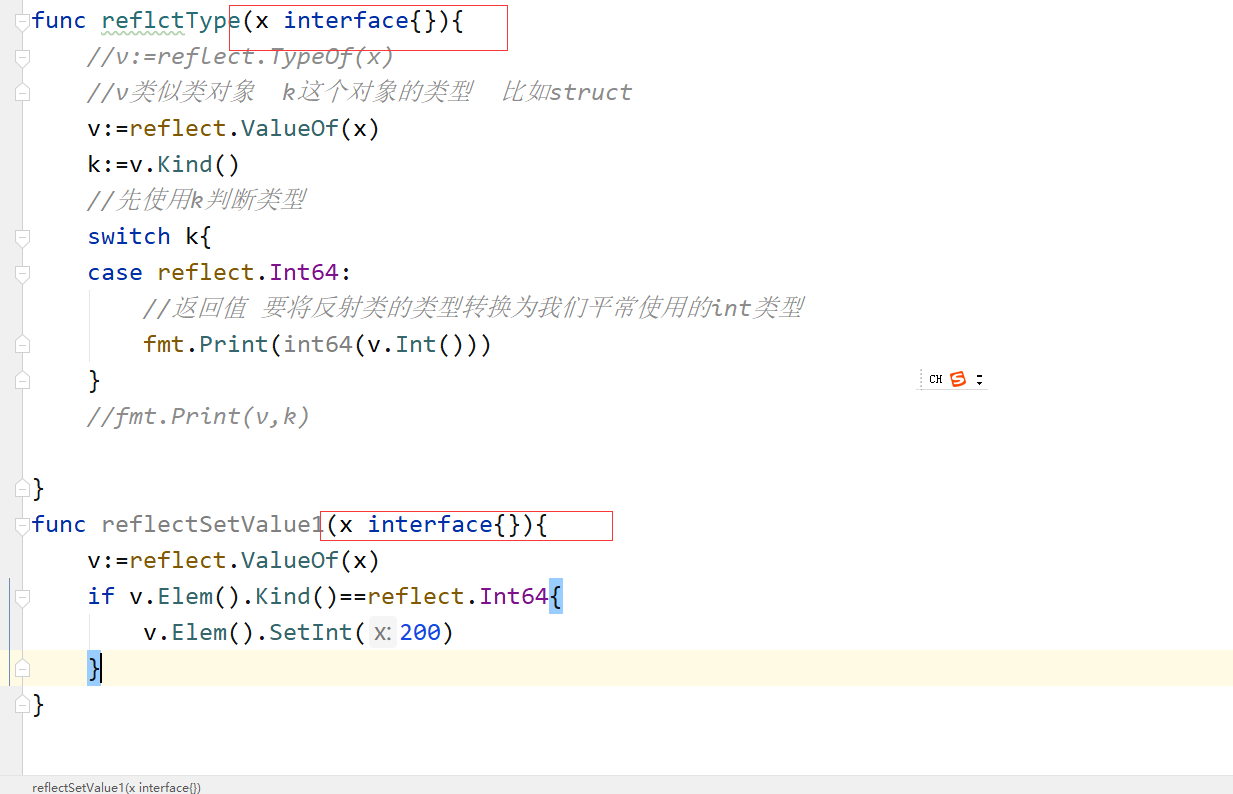 func reflctType(x interface{}){
//v:=reflect.TypeOf(x)
//v类似类对象  k这个对象的类型  比如struct
v:=reflect.ValueOf(x)
k:=v.Kind()
//先使用k判断类型
switch k{
case reflect.Int64:
//返回值 要将反射类的类型转换为我们平常使用的int类型
fmt.Print(int64(v.Int()))
}
CH S
//fmt.Print(v,k)
}
func reflectSetValue1(x interface{}){
v:=reflect.ValueOf(x)
if v.Elem().Kind()==reflect.Int64{
v.Elem().SetInt( x: 200)
}
}
reflectSetValue1(x interface{})